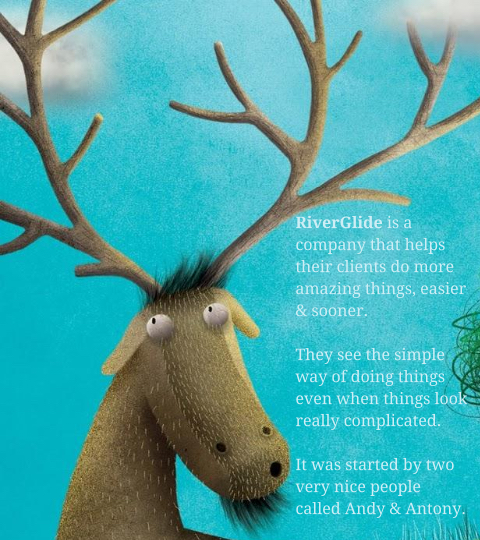 RiverGlide is a
company that helps
their clients do more
amazing things, easier
& sooner.
They see the simple
way of doing things
even when things look
really complicated.
It was started by two
very nice people
called Andy & Antony.